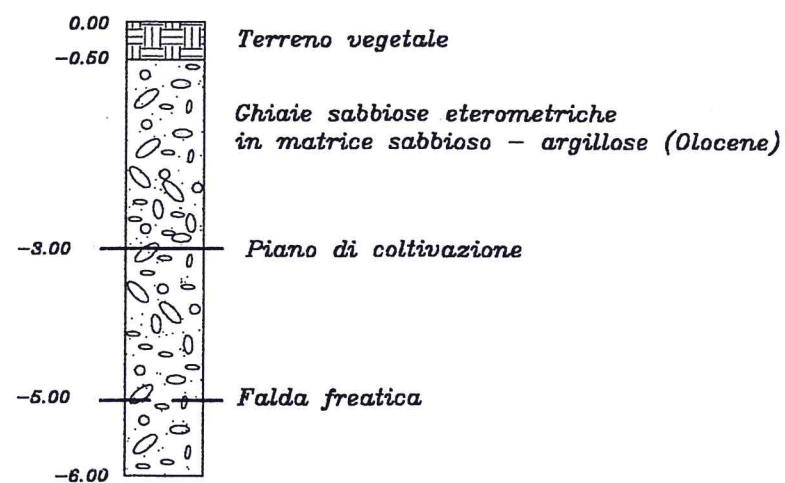 0.00
Terreno vegetale
-0.50
Ghiaie sabbiose eterometriche
in matrice sabbioso - argillose (Olocene)
-3.00
Piano di coltivazione
-5.00
Falda freatica
-6.00